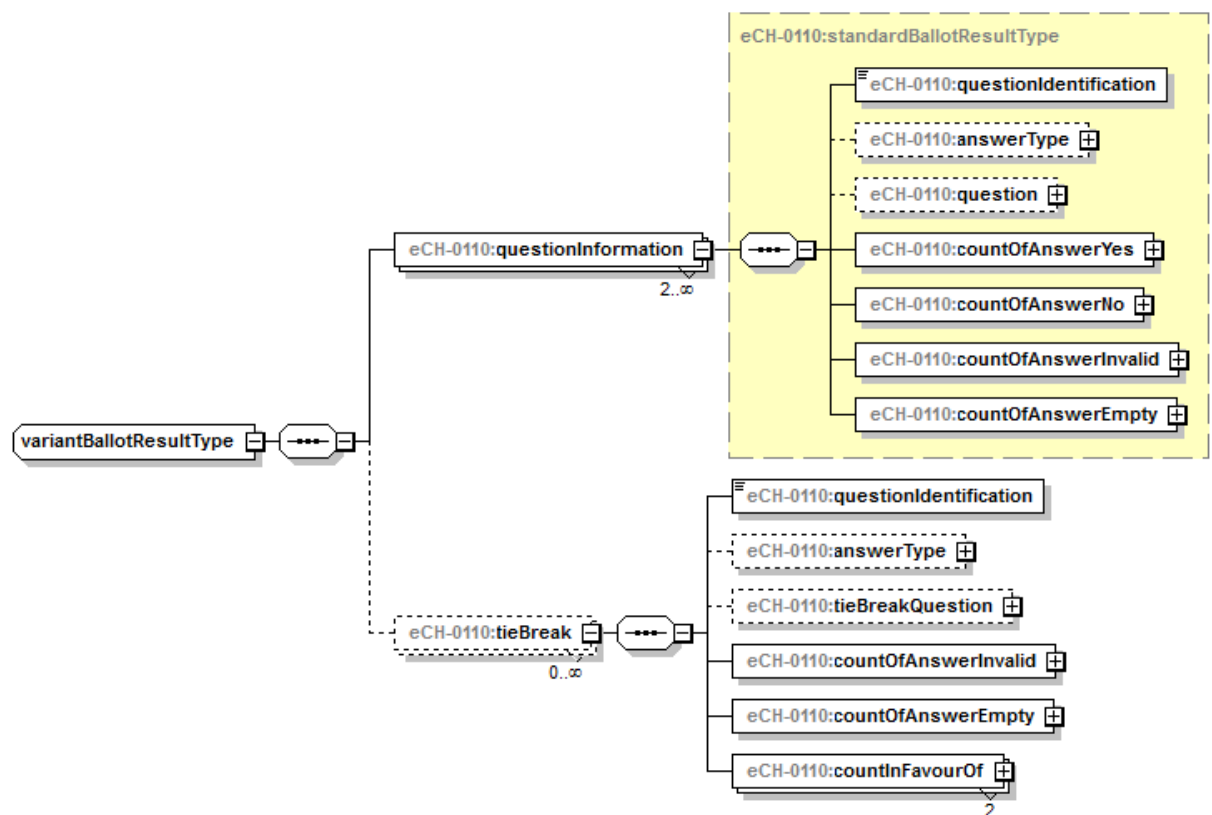 eCH-0110:standardBallotResultType
eCH-0110:questionIdentification
eCH-0110:answerType
eCH-0110:question
eCH-0110:questionInformation
2..∞
eCH-0110:countOfAnswerYes
eCH-0110:countOfAnswerNo
eCH-0110:countOfAnswerInvalid
eCH-0110:countOfAnswerEmpty
variantBallotResultType
eCH-0110:questionIdentification
eCH-0110:answerType
eCH-0110:tieBreakQuestion
eCH-0110:tieBreak
0..∞
eCH-0110:countOfAnswerInvalid
eCH-0110:countOfAnswerEmpty
eCH-0110:countInFavourOf
2